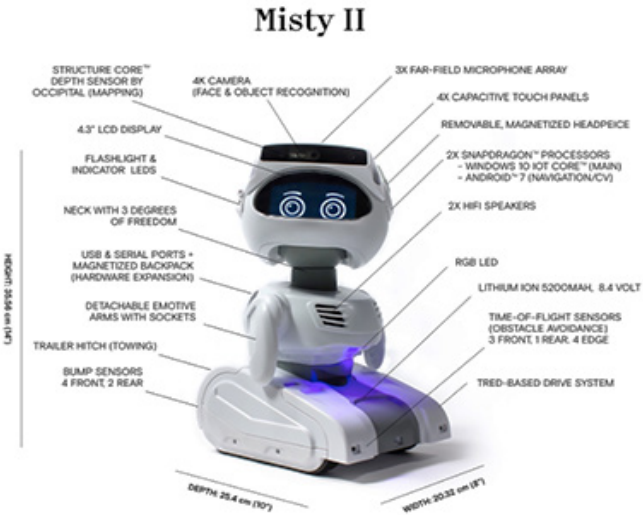 Misty II
STRUCTURE CORE™
DEPTH SENSOR BY
OCCIPITAL (MAPPING)
4K CAMERA
(FACE & OBJECT RECOGNITION)
3X FAR-FIELD MICROPHONE ARRAY
4X CAPACITIVE TOUCH PANELS
4.3" LCD DISPLAY
REMOVABLE, MAGNETIZED HEADPEICE
FLASHLIGHT &
INDICATOR LEDS
2X SNAPDRAGON™ PROCESSORS
- WINDOWS 10 IOT CORE™ (MAIN)
- ANDROID™ 7 (NAVIGATION/CV)
NECK WITH 3 DEGREES
OF FREEDOM
2X HIFI SPEAKERS
USB & SERIAL PORTS +
MAGNETIZED BACKPACK
(HARDWARE EXPANSION)
RGB LED
LITHIUM ION 5200MAH, 8.4 VOLT
DETACHABLE EMOTIVE
ARMS WITH SOCKETS
TIME-OF-FLIGHT SENSORS
(OBSTACLE AVOIDANCE)
3 FRONT, 1 REAR. 4 EDGE
TRAILER HITCH (TOWING)
BUMP SENSORS
4 FRONT, 2 REAR
TRED-BASED DRIVE SYSTEM
HEIGHT: 35.56 cm (14")
DEPTH: 25.4 cm (10")
WIDTH: 20.32 cm (8")